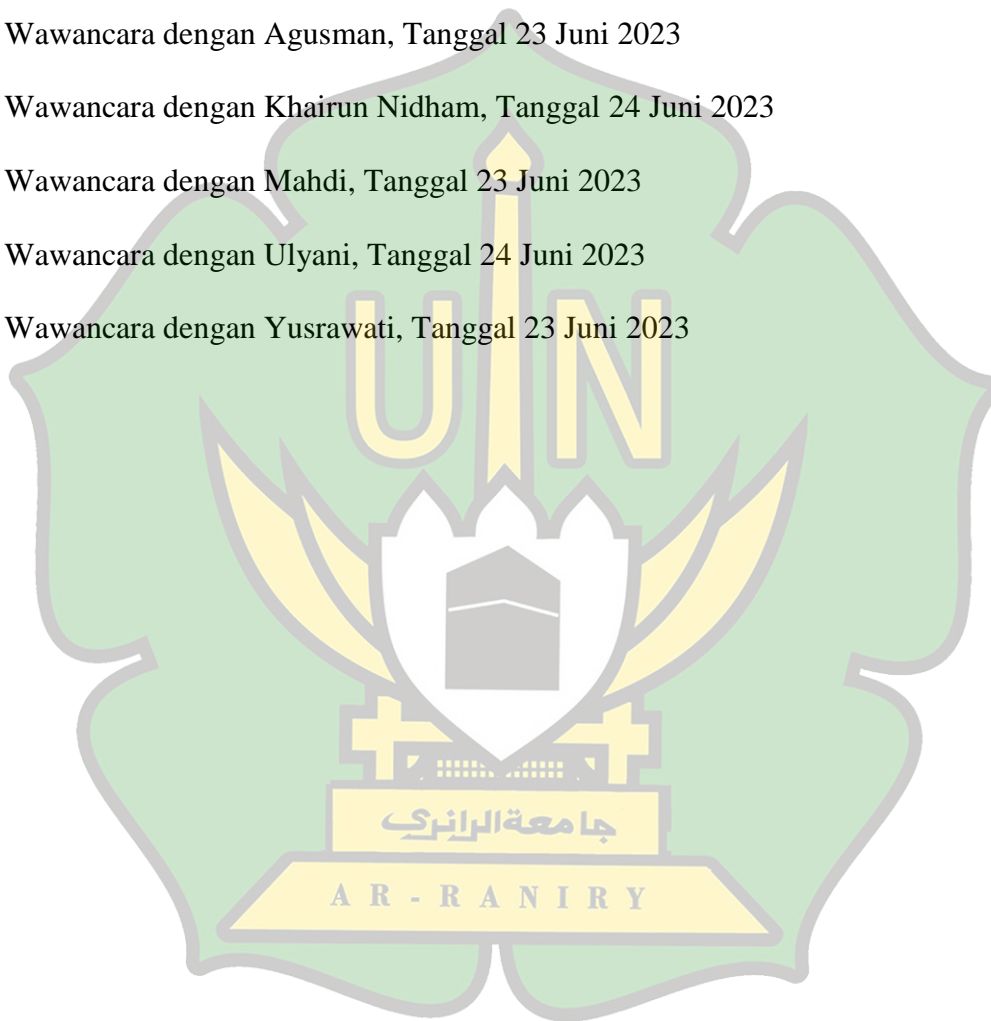 Wawancara dengan Agusman, Tanggal 23 Juni 2023
Wawancara dengan Khairun Nidham, Tanggal 24 Juni 2023
Wawancara dengan Mahdi, Tanggal 23 Juni 2023
Wawancara dengan Ulyani, Tanggal 24 Juni 2023
Wawancara dengan Yusrawati, Tanggal 23 Juni 2023
UIN
جامعة الرانري
AR-RANIRY